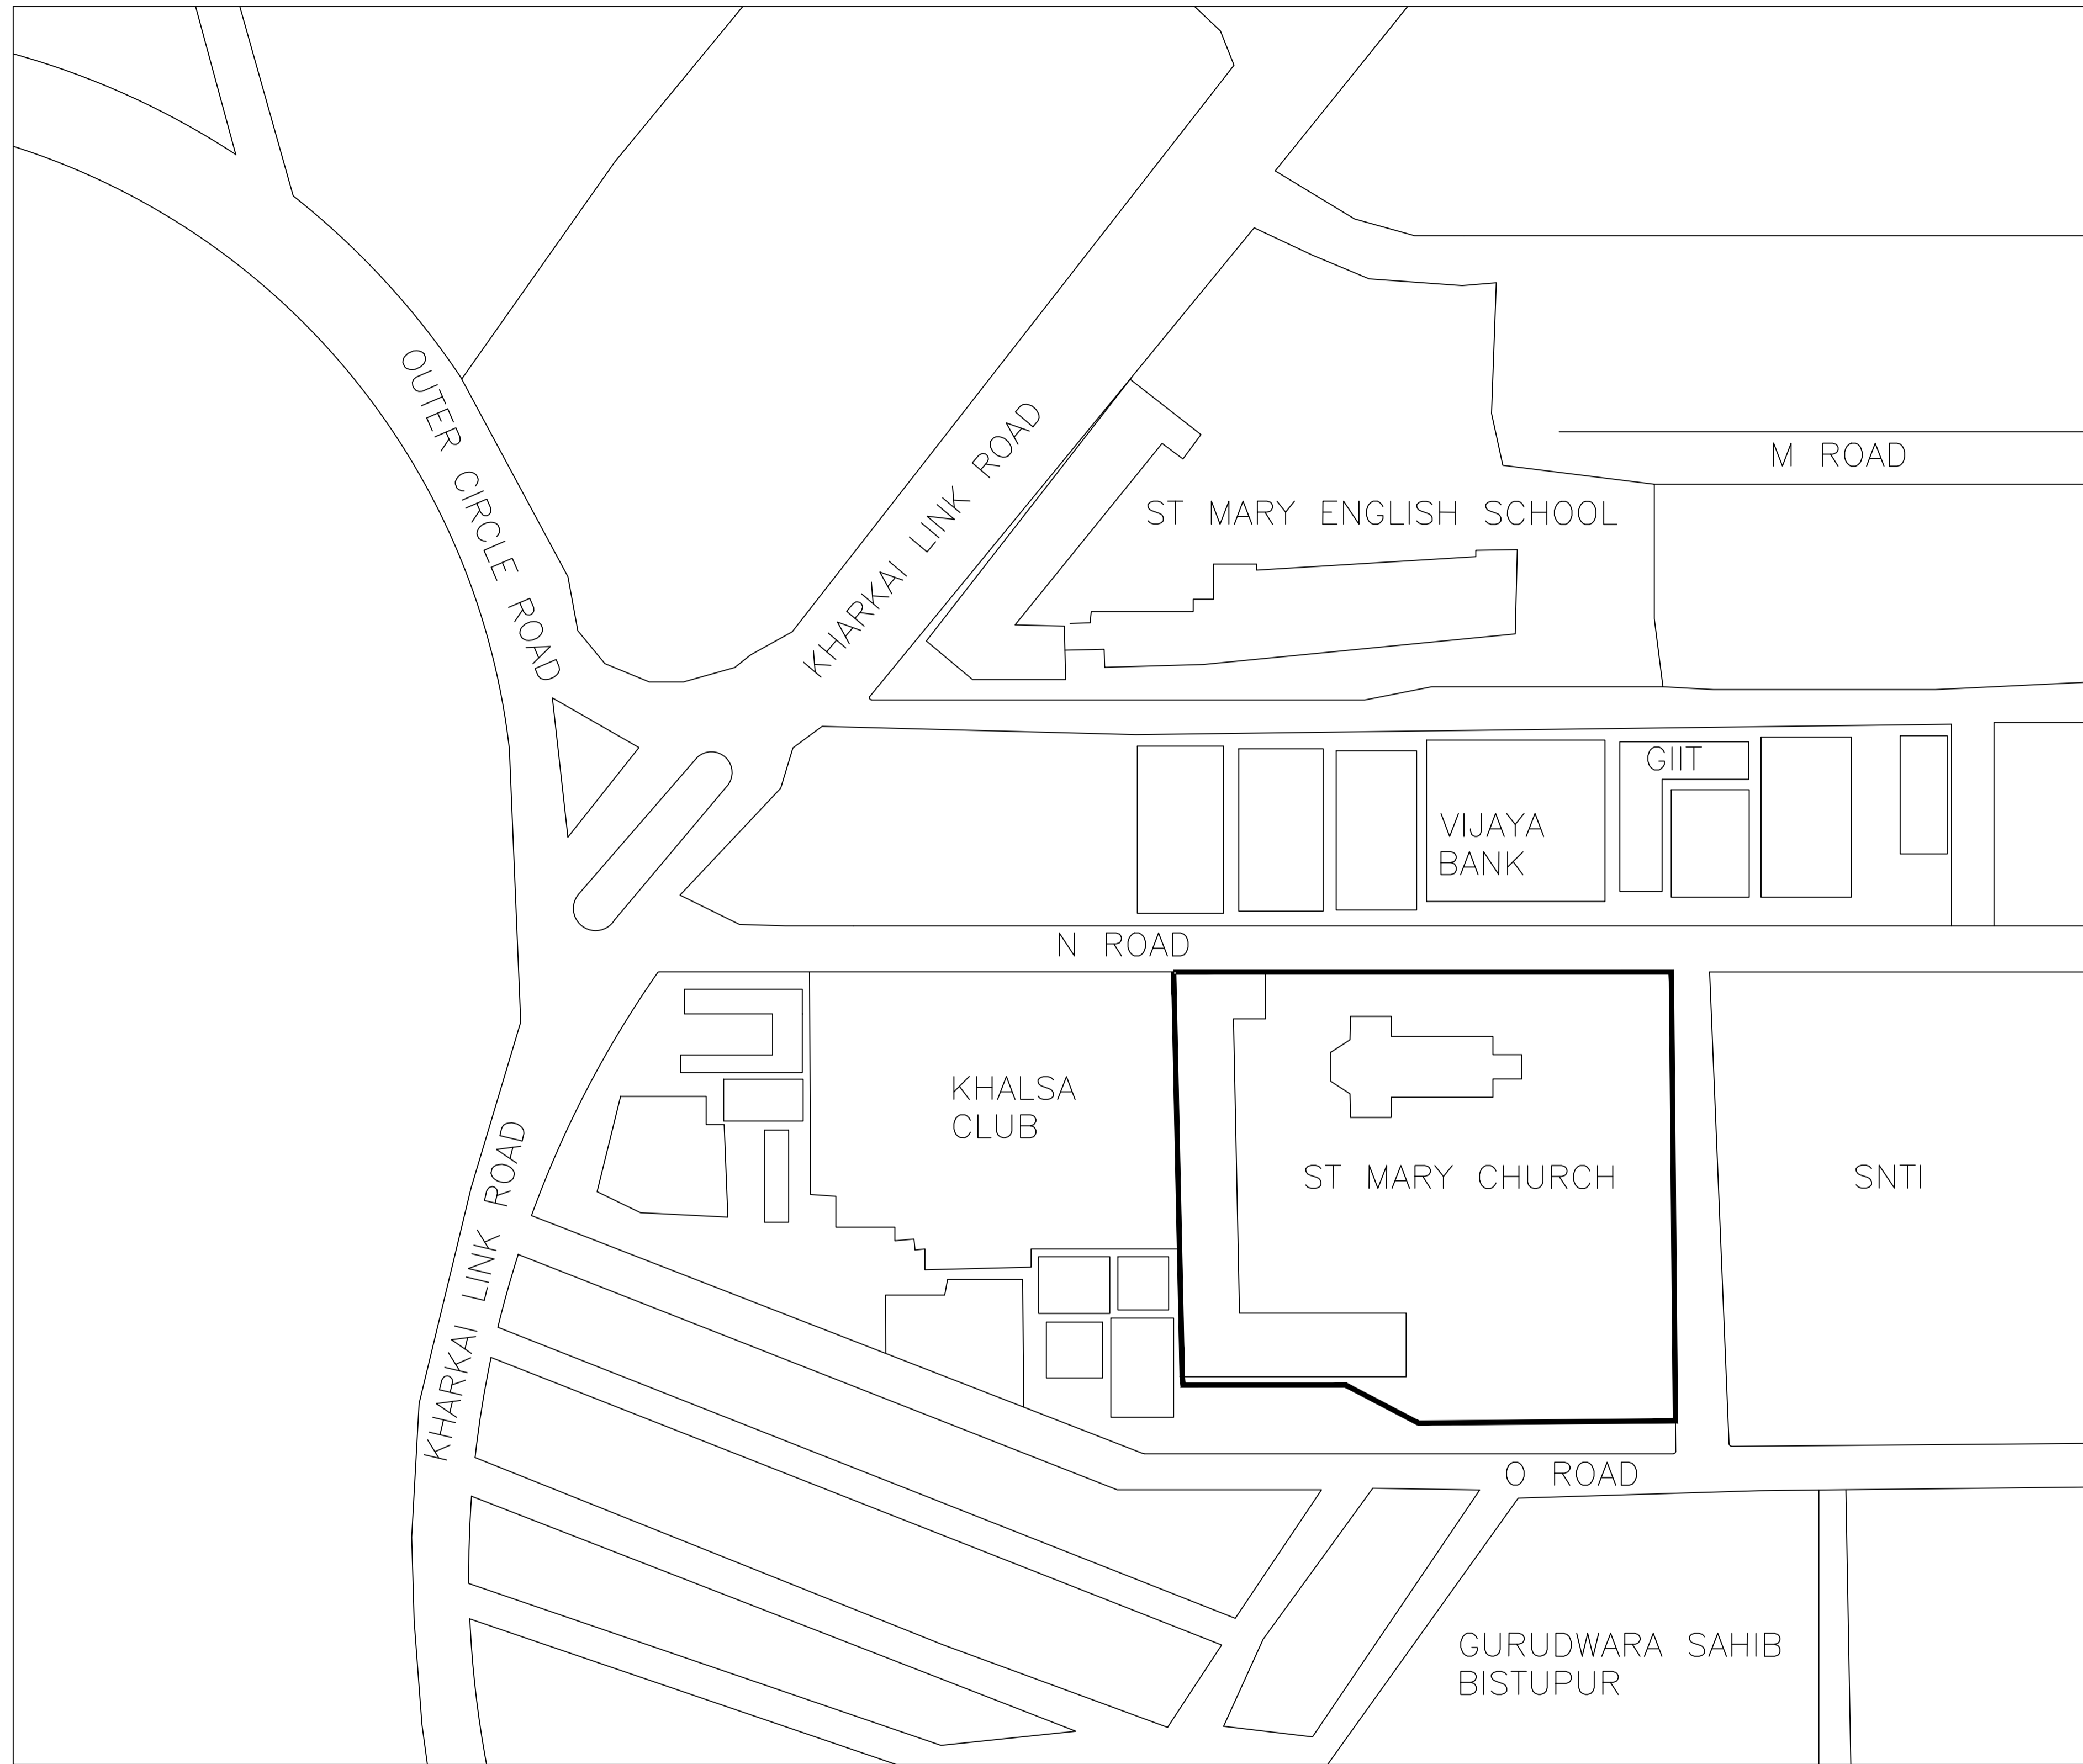 OUTER CIRCLE ROAD
KHARKAI LINK ROAD
M ROAD
ST MARY ENGLISH SCHOOL
GIIT
VIJAYA
BANK
N ROAD
KHALSA
CLUB
ST MARY CHURCH
SNTI
KHARKAI LINK ROAD
O ROAD
GURUDWARA SAHIB
BISTUPUR